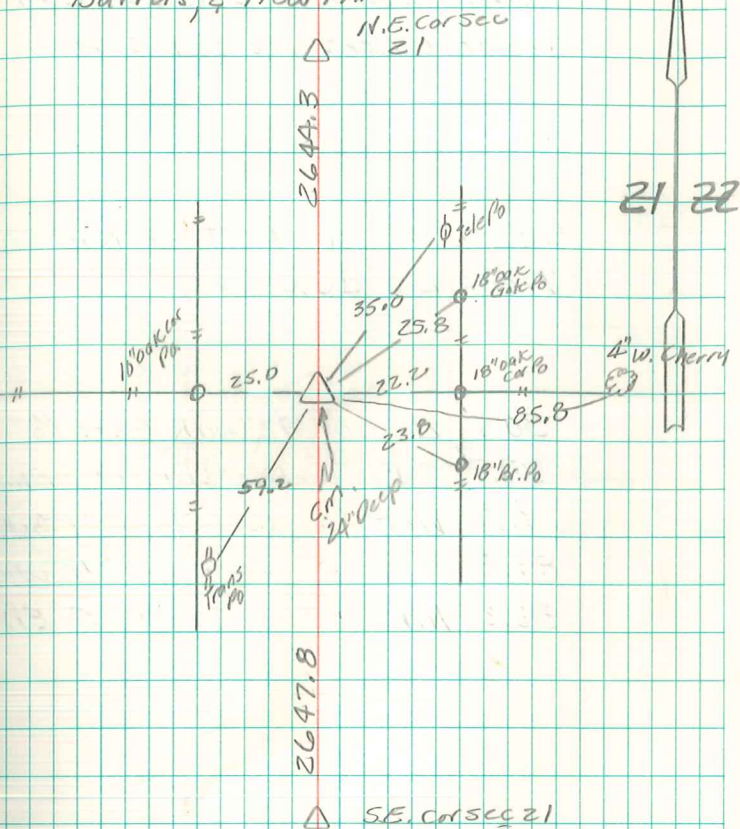 N.E. Cor Sec
21
2644.3
21 22
Tele Po
18" oak
Gate Po
35.0
25.8
16" oak Cor
Po.
25.0
22.2
18" oak
Cor Po
4" W. Cherry
85.8
23.8
18" Br. Po
59.2
C.M.
24" Deep
Trans
Po
2647.8
S.E. Cor Sec 21